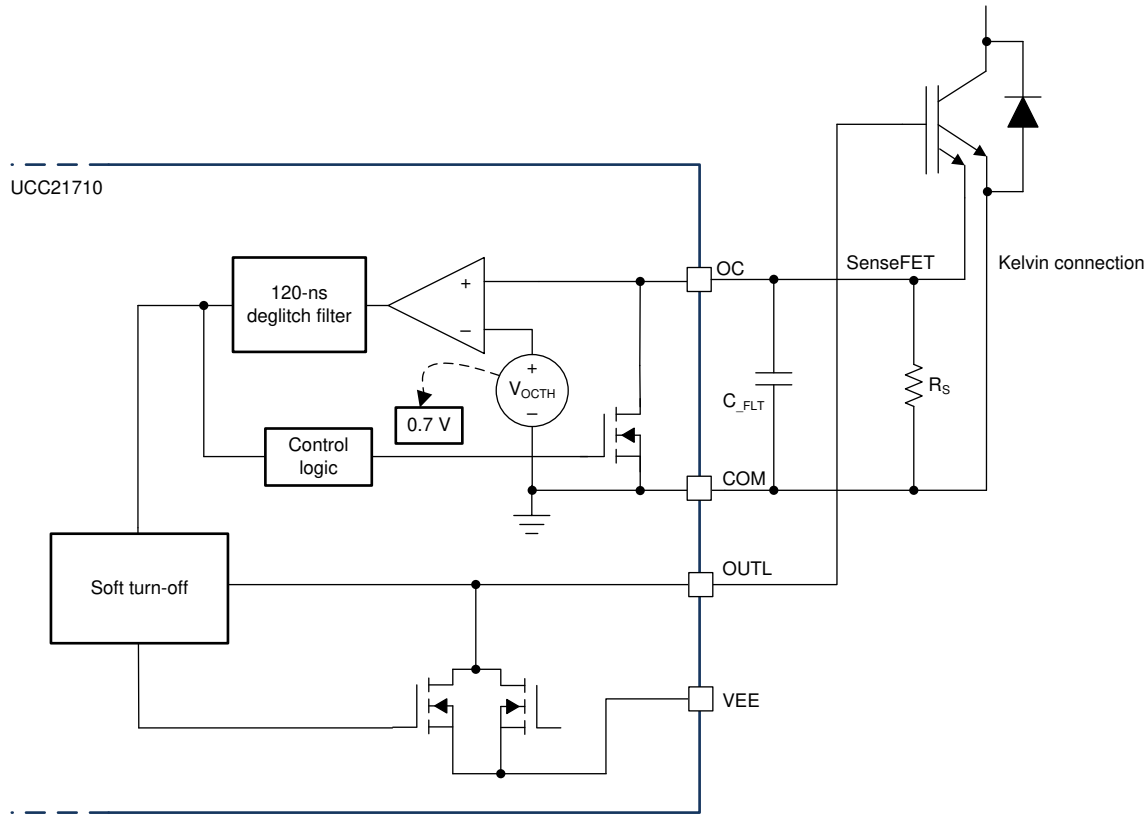 UCC21710
OC
SenseFET
Kelvin connection
120-ns
deglitch filter
+
–
+
V_OCTH
–
0.7 V
C_FLT
R_S
Control
logic
COM
Soft turn-off
OUTL
VEE